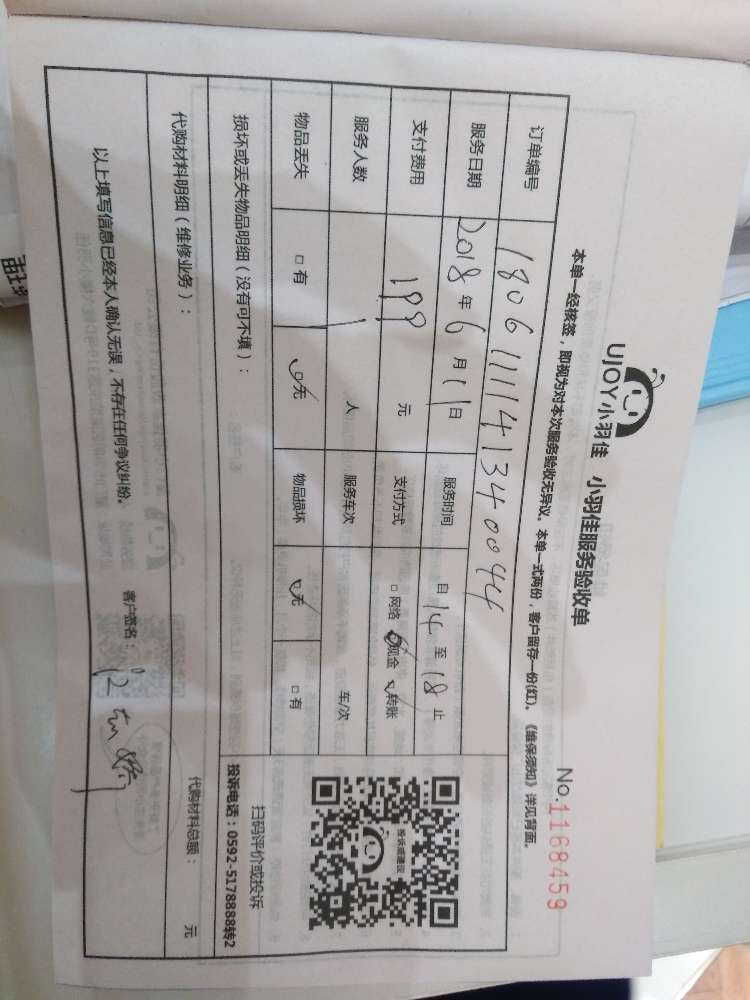 UJOY小羽佳 小羽佳服务验收单
No.1168459
本单一经核签，即视为对本次服务验收无异议。本单一式两份，客户留存一份(红)。《维保须知》详见背面。
订单编号 1806111141340044
服务日期 2018年6月11日 服务时间 自14至18止
支付费用 199元 支付方式 □网络 □现金 □转账
服务人数 1人 服务车次 车/次
物品丢失 □有 □无 物品损坏 □无 □有
损坏或丢失物品明细（没有可不填）：
扫码评价或投诉
投诉电话：0592-5178888转2
代购材料明细（维修业务）： 代购材料总额： 元
以上填写信息已经本人确认无误，不存在任何争议纠纷。 客户签名：